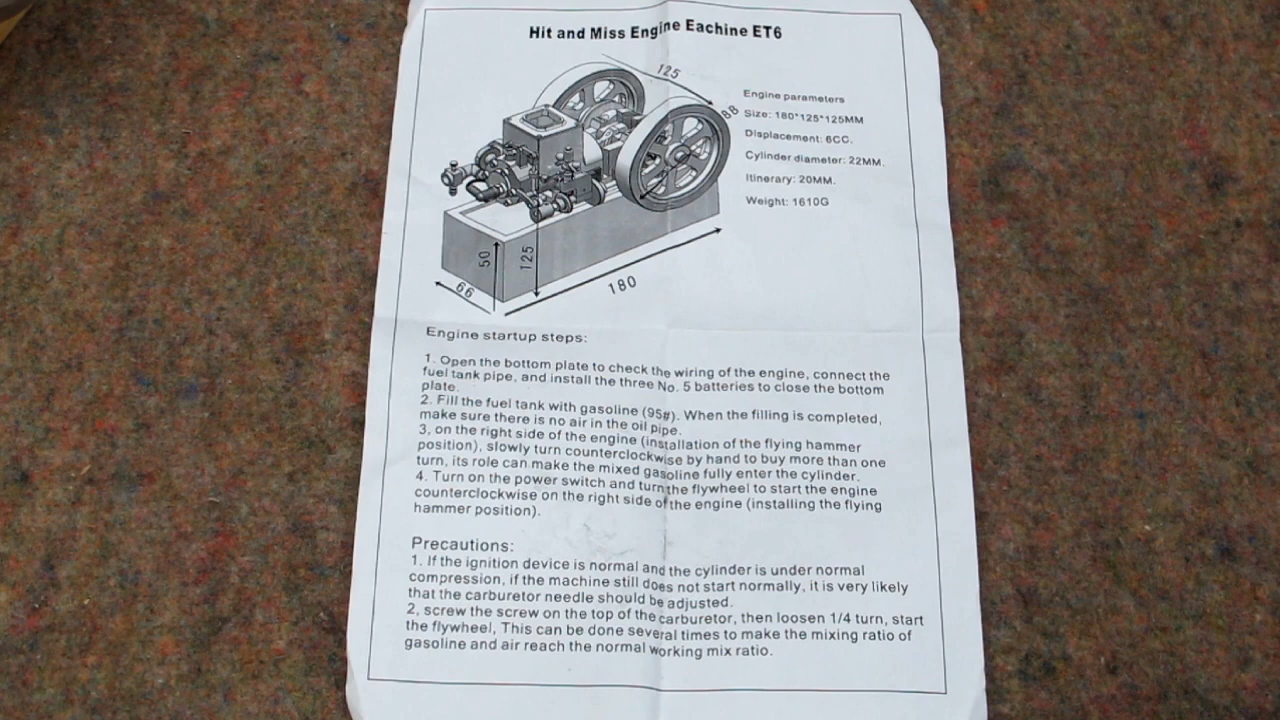 Hit and Miss Engine Eachine ET6
125
88
Engine parameters
Size: 180*125*125MM
Displacement: 6CC.
Cylinder diameter: 22MM.
Itinerary: 20MM.
Weight: 1610G
50
125
66
180
Engine startup steps:
1. Open the bottom plate to check the wiring of the engine, connect the
fuel tank pipe, and install the three No. 5 batteries to close the bottom
plate.
2. Fill the fuel tank with gasoline (95#). When the filling is completed,
make sure there is no air in the oil pipe.
3, on the right side of the engine (installation of the flying hammer
position), slowly turn counterclockwise by hand to buy more than one
turn, its role can make the mixed gasoline fully enter the cylinder.
4. Turn on the power switch and turn the flywheel to start the engine
counterclockwise on the right side of the engine (installing the flying
hammer position).
Precautions:
1. If the ignition device is normal and the cylinder is under normal
compression, if the machine still does not start normally, it is very likely
that the carburetor needle should be adjusted.
2, screw the screw on the top of the carburetor, then loosen 1/4 turn, start
the flywheel, This can be done several times to make the mixing ratio of
gasoline and air reach the normal working mix ratio.